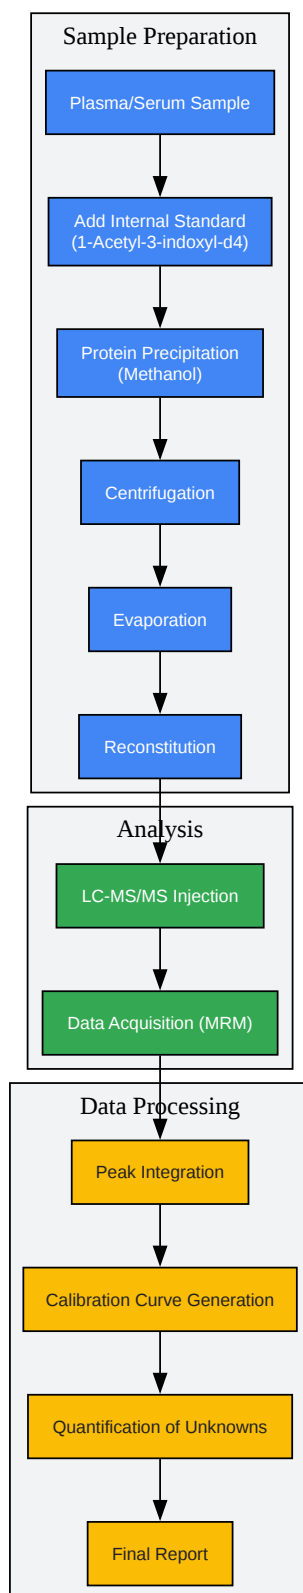 Sample Preparation
Plasma/Serum Sample
Add Internal Standard
(1-Acetyl-3-indoxyl-d4)
Protein Precipitation
(Methanol)
Centrifugation
Evaporation
Reconstitution
Analysis
LC-MS/MS Injection
Data Acquisition (MRM)
Data Processing
Peak Integration
Calibration Curve Generation
Quantification of Unknowns
Final Report